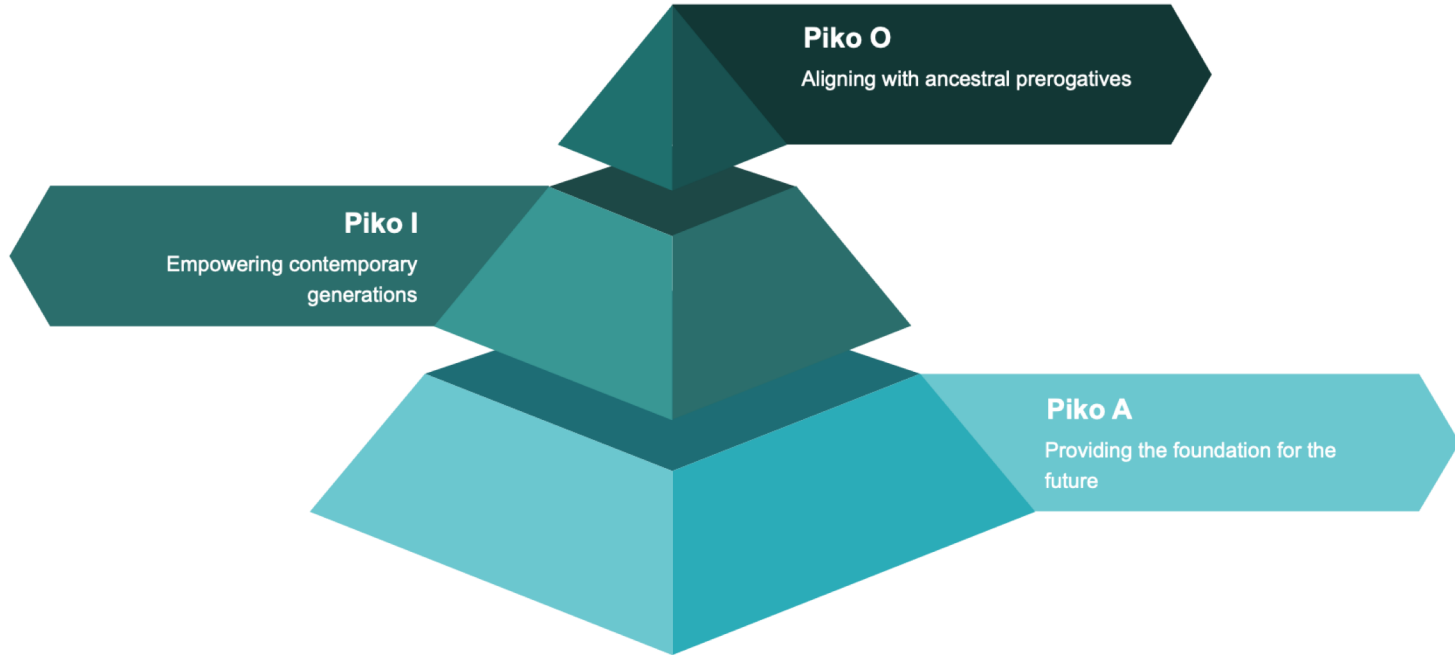 Piko O
Aligning with ancestral prerogatives
Piko I
Empowering contemporary
generations
Piko A
Providing the foundation for the
future